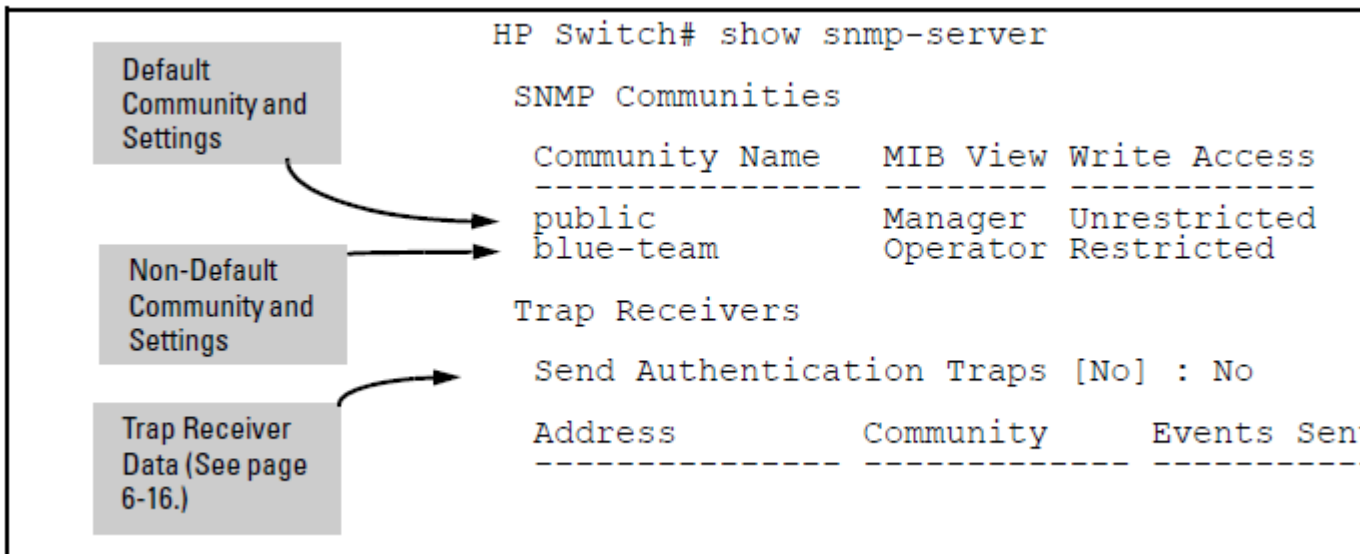 HP Switch# show snmp-server
Default
Community and
Settings
SNMP Communities
Community Name MIB View Write Access
---------------- -------- ------------
public Manager Unrestricted
blue-team Operator Restricted
Non-Default
Community and
Settings
Trap Receivers
Send Authentication Traps [No] : No
Trap Receiver
Data (See page
6-16.)
Address Community Events Sen
--------------- ------------- -----------